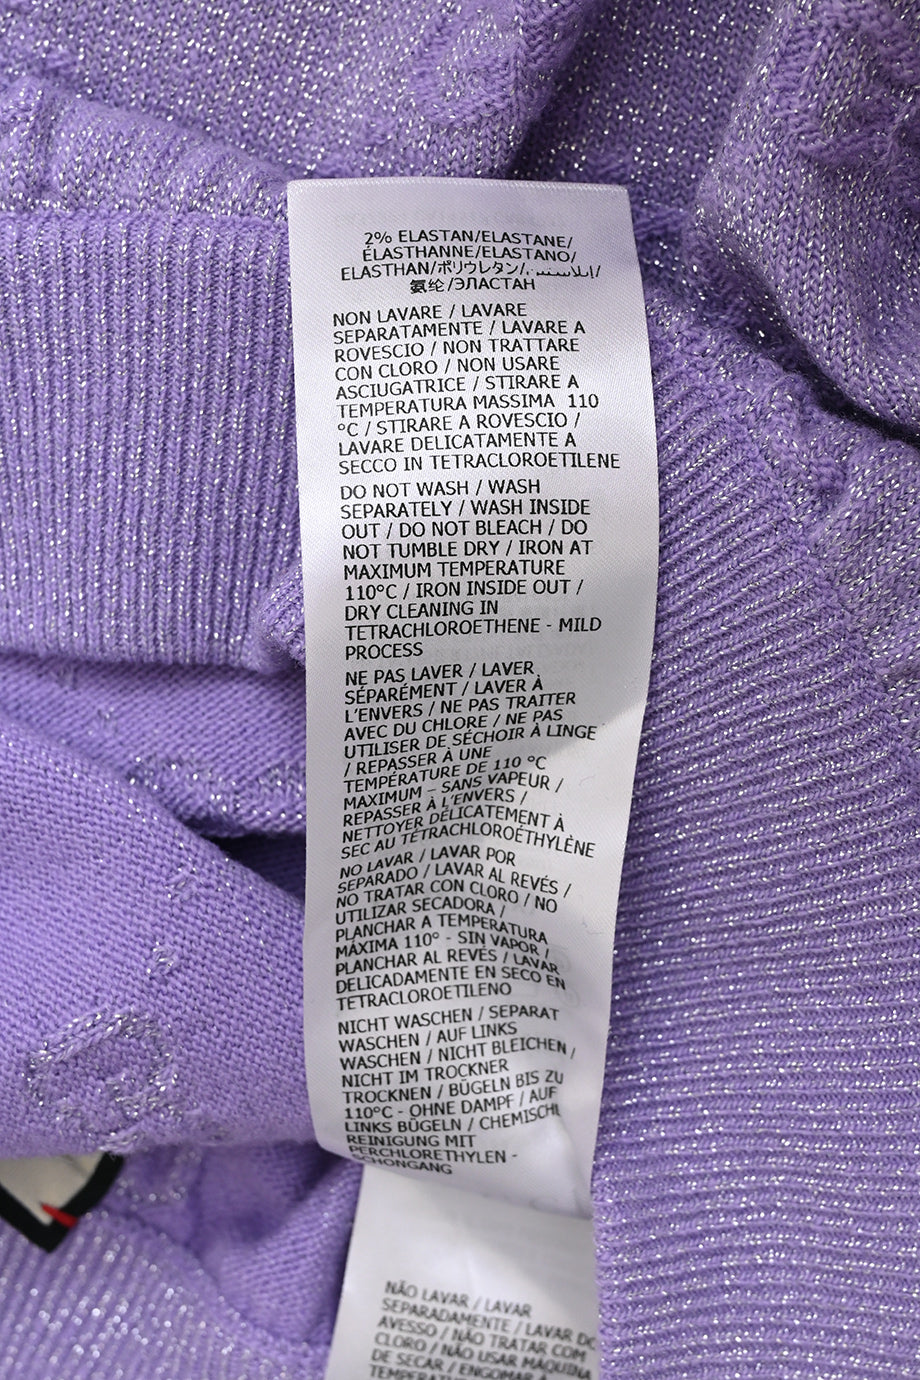 2% ELASTAN/ELASTANE/
ÉLASTHANNE/ELASTANO/
ELASTHAN/ポリウレタン/
氨纶/ЭЛАСТАН
NON LAVARE / LAVARE
SEPARATAMENTE / LAVARE A
ROVESCIO / NON TRATTARE
CON CLORO / NON USARE
ASCIUGATRICE / STIRARE A
TEMPERATURA MASSIMA 110
°C / STIRARE A ROVESCIO /
LAVARE DELICATAMENTE A
SECCO IN TETRACLOROETILENE
DO NOT WASH / WASH
SEPARATELY / WASH INSIDE
OUT / DO NOT BLEACH / DO
NOT TUMBLE DRY / IRON AT
MAXIMUM TEMPERATURE
110°C / IRON INSIDE OUT /
DRY CLEANING IN
TETRACHLOROETHENE - MILD
PROCESS
NE PAS LAVER / LAVER
SÉPARÉMENT / LAVER À
L'ENVERS / NE PAS TRAITER
AVEC DU CHLORE / NE PAS
UTILISER DE SÉCHOIR À LINGE
/ REPASSER À UNE
TEMPÉRATURE DE 110 °C
MAXIMUM – SANS VAPEUR /
REPASSER À L'ENVERS /
NETTOYER DÉLICATEMENT À
SEC AU TÉTRACHLOROÉTHYLÈNE
NO LAVAR / LAVAR POR
SEPARADO / LAVAR AL REVÉS /
NO TRATAR CON CLORO / NO
UTILIZAR SECADORA /
PLANCHAR A TEMPERATURA
MÁXIMA 110° - SIN VAPOR /
PLANCHAR AL REVÉS / LAVAR
DELICADAMENTE EN SECO EN
TETRACLOROETILENO
NICHT WASCHEN / SEPARAT
WASCHEN / AUF LINKS
WASCHEN / NICHT BLEICHEN /
NICHT IM TROCKNER
TROCKNEN / BÜGELN BIS ZU
110°C - OHNE DAMPF / AUF
LINKS BÜGELN / CHEMISCH
REINIGUNG MIT
PERCHLORETHYLEN -
SCHONGANG
NÃO LAVAR / LAVAR
SEPARADAMENTE / LAVAR DO
AVESSO / NÃO TRATAR COM
CLORO / NÃO USAR MÁQUINA
DE SECAR / ENGOMAR À